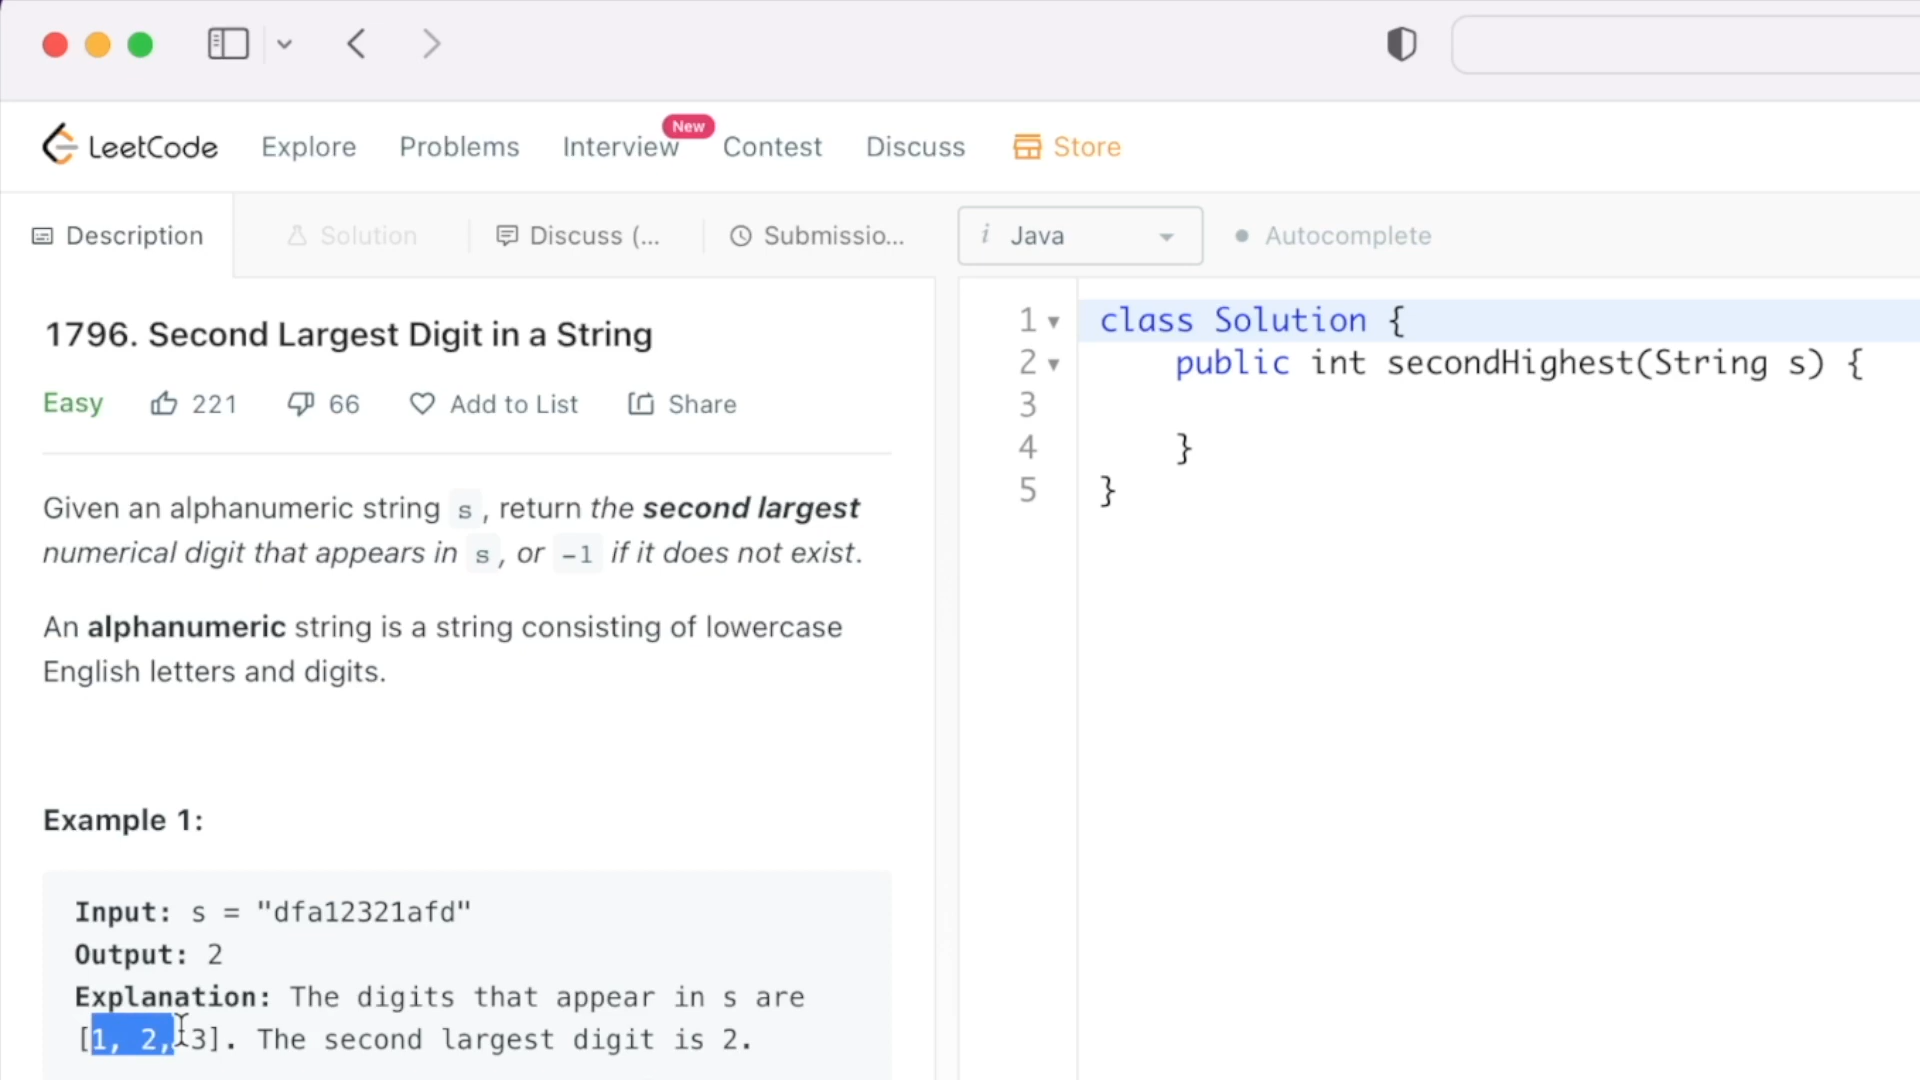 LeetCode Explore Problems Interview New Contest Discuss Store
Description Solution Discuss (... Submissio... i Java Autocomplete
1796. Second Largest Digit in a String
Easy 221 66 Add to List Share
Given an alphanumeric string s, return the second largest
numerical digit that appears in s, or -1 if it does not exist.
An alphanumeric string is a string consisting of lowercase
English letters and digits.
Example 1:
Input: s = "dfa12321afd"
Output: 2
Explanation: The digits that appear in s are
[1, 2, 3]. The second largest digit is 2.
1 class Solution {
2 public int secondHighest(String s) {
3
4 }
5 }